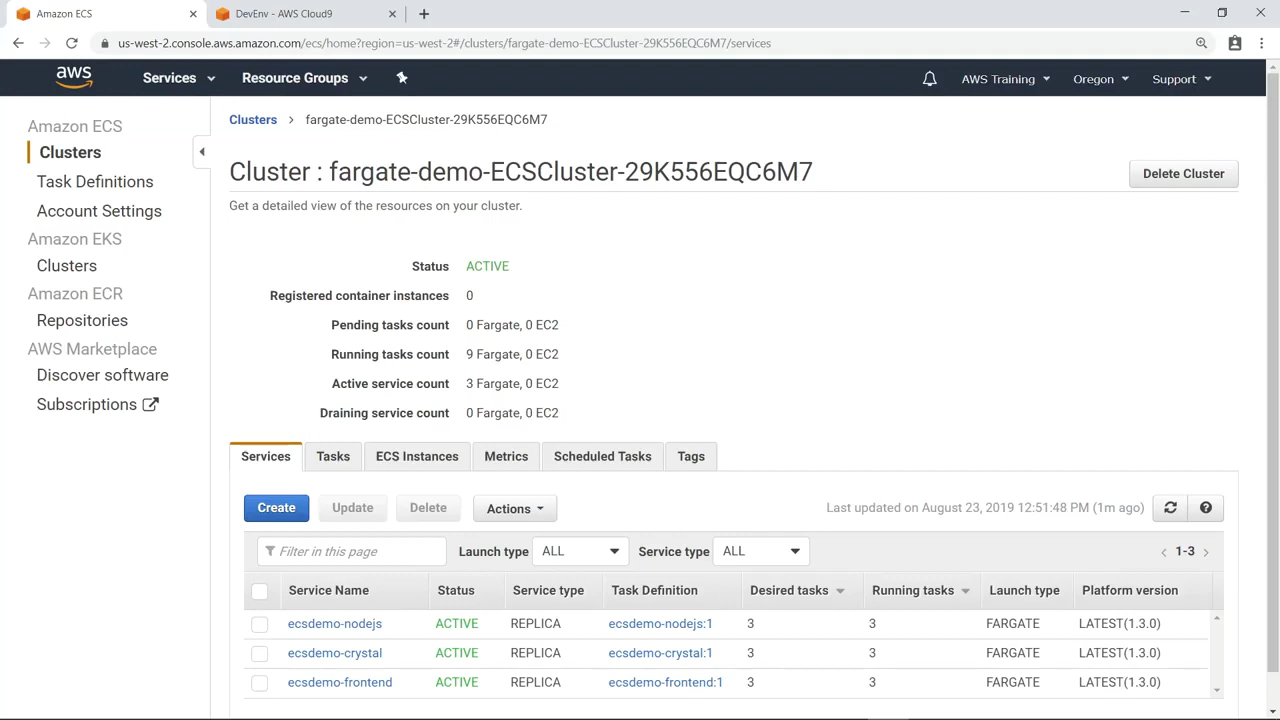 Amazon ECS
DevEnv - AWS Cloud9
us-west-2.console.aws.amazon.com/ecs/home?region=us-west-2#/clusters/fargate-demo-ECSCluster-29K556EQC6M7/services
aws Services Resource Groups AWS Training Oregon Support
Amazon ECS
Clusters
Task Definitions
Account Settings
Amazon EKS
Clusters
Amazon ECR
Repositories
AWS Marketplace
Discover software
Subscriptions
Clusters > fargate-demo-ECSCluster-29K556EQC6M7
Cluster : fargate-demo-ECSCluster-29K556EQC6M7
Delete Cluster
Get a detailed view of the resources on your cluster.
Status ACTIVE
Registered container instances 0
Pending tasks count 0 Fargate, 0 EC2
Running tasks count 9 Fargate, 0 EC2
Active service count 3 Fargate, 0 EC2
Draining service count 0 Fargate, 0 EC2
Services Tasks ECS Instances Metrics Scheduled Tasks Tags
Create Update Delete Actions Last updated on August 23, 2019 12:51:48 PM (1m ago)
Filter in this page Launch type ALL Service type ALL < 1-3 >
Service Name Status Service type Task Definition Desired tasks Running tasks Launch type Platform version
ecsdemo-nodejs ACTIVE REPLICA ecsdemo-nodejs:1 3 3 FARGATE LATEST(1.3.0)
ecsdemo-crystal ACTIVE REPLICA ecsdemo-crystal:1 3 3 FARGATE LATEST(1.3.0)
ecsdemo-frontend ACTIVE REPLICA ecsdemo-frontend:1 3 3 FARGATE LATEST(1.3.0)